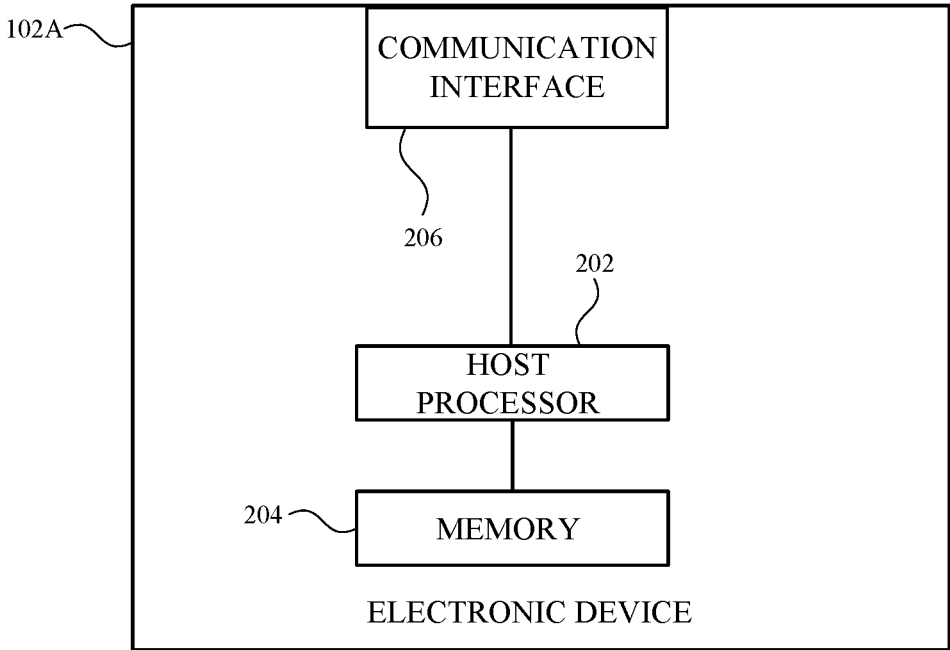 102A
COMMUNICATION
INTERFACE
206
202
HOST
PROCESSOR
204
MEMORY
ELECTRONIC DEVICE